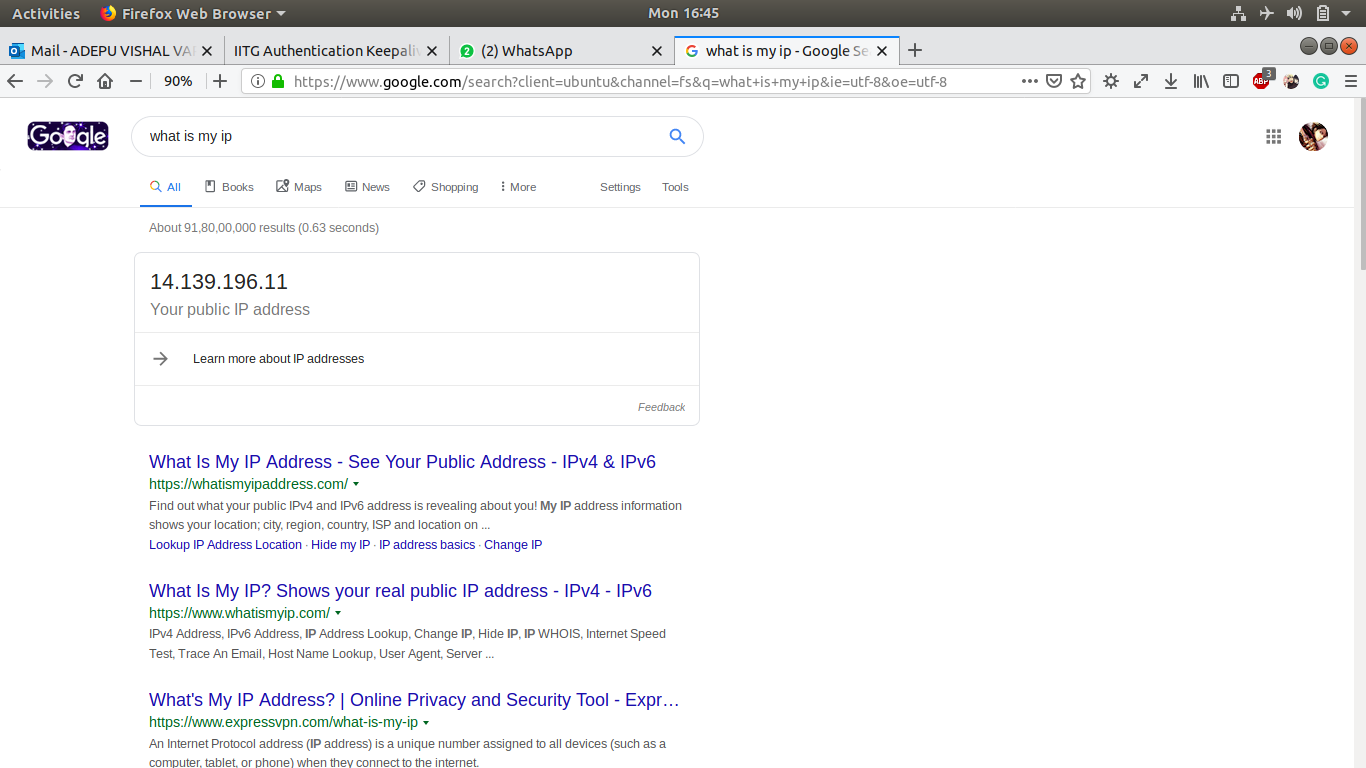 Activities Firefox Web Browser Mon 16:45
Mail - ADEPU VISHAL VA IITG Authentication Keepaliv (2) WhatsApp what is my ip - Google Se
90% https://www.google.com/search?client=ubuntu&channel=fs&q=what+is+my+ip&ie=utf-8&oe=utf-8 ABP 3
Google what is my ip
All Books Maps News Shopping More Settings Tools
About 91,80,00,000 results (0.63 seconds)
14.139.196.11
Your public IP address
Learn more about IP addresses
Feedback
What Is My IP Address - See Your Public Address - IPv4 & IPv6
https://whatismyipaddress.com/
Find out what your public IPv4 and IPv6 address is revealing about you! My IP address information
shows your location; city, region, country, ISP and location on ...
Lookup IP Address Location · Hide my IP · IP address basics · Change IP
What Is My IP? Shows your real public IP address - IPv4 - IPv6
https://www.whatismyip.com/
IPv4 Address, IPv6 Address, IP Address Lookup, Change IP, Hide IP, IP WHOIS, Internet Speed
Test, Trace An Email, Host Name Lookup, User Agent, Server ...
What's My IP Address? | Online Privacy and Security Tool - Expr...
https://www.expressvpn.com/what-is-my-ip
An Internet Protocol address (IP address) is a unique number assigned to all devices (such as a
computer, tablet, or phone) when they connect to the internet.